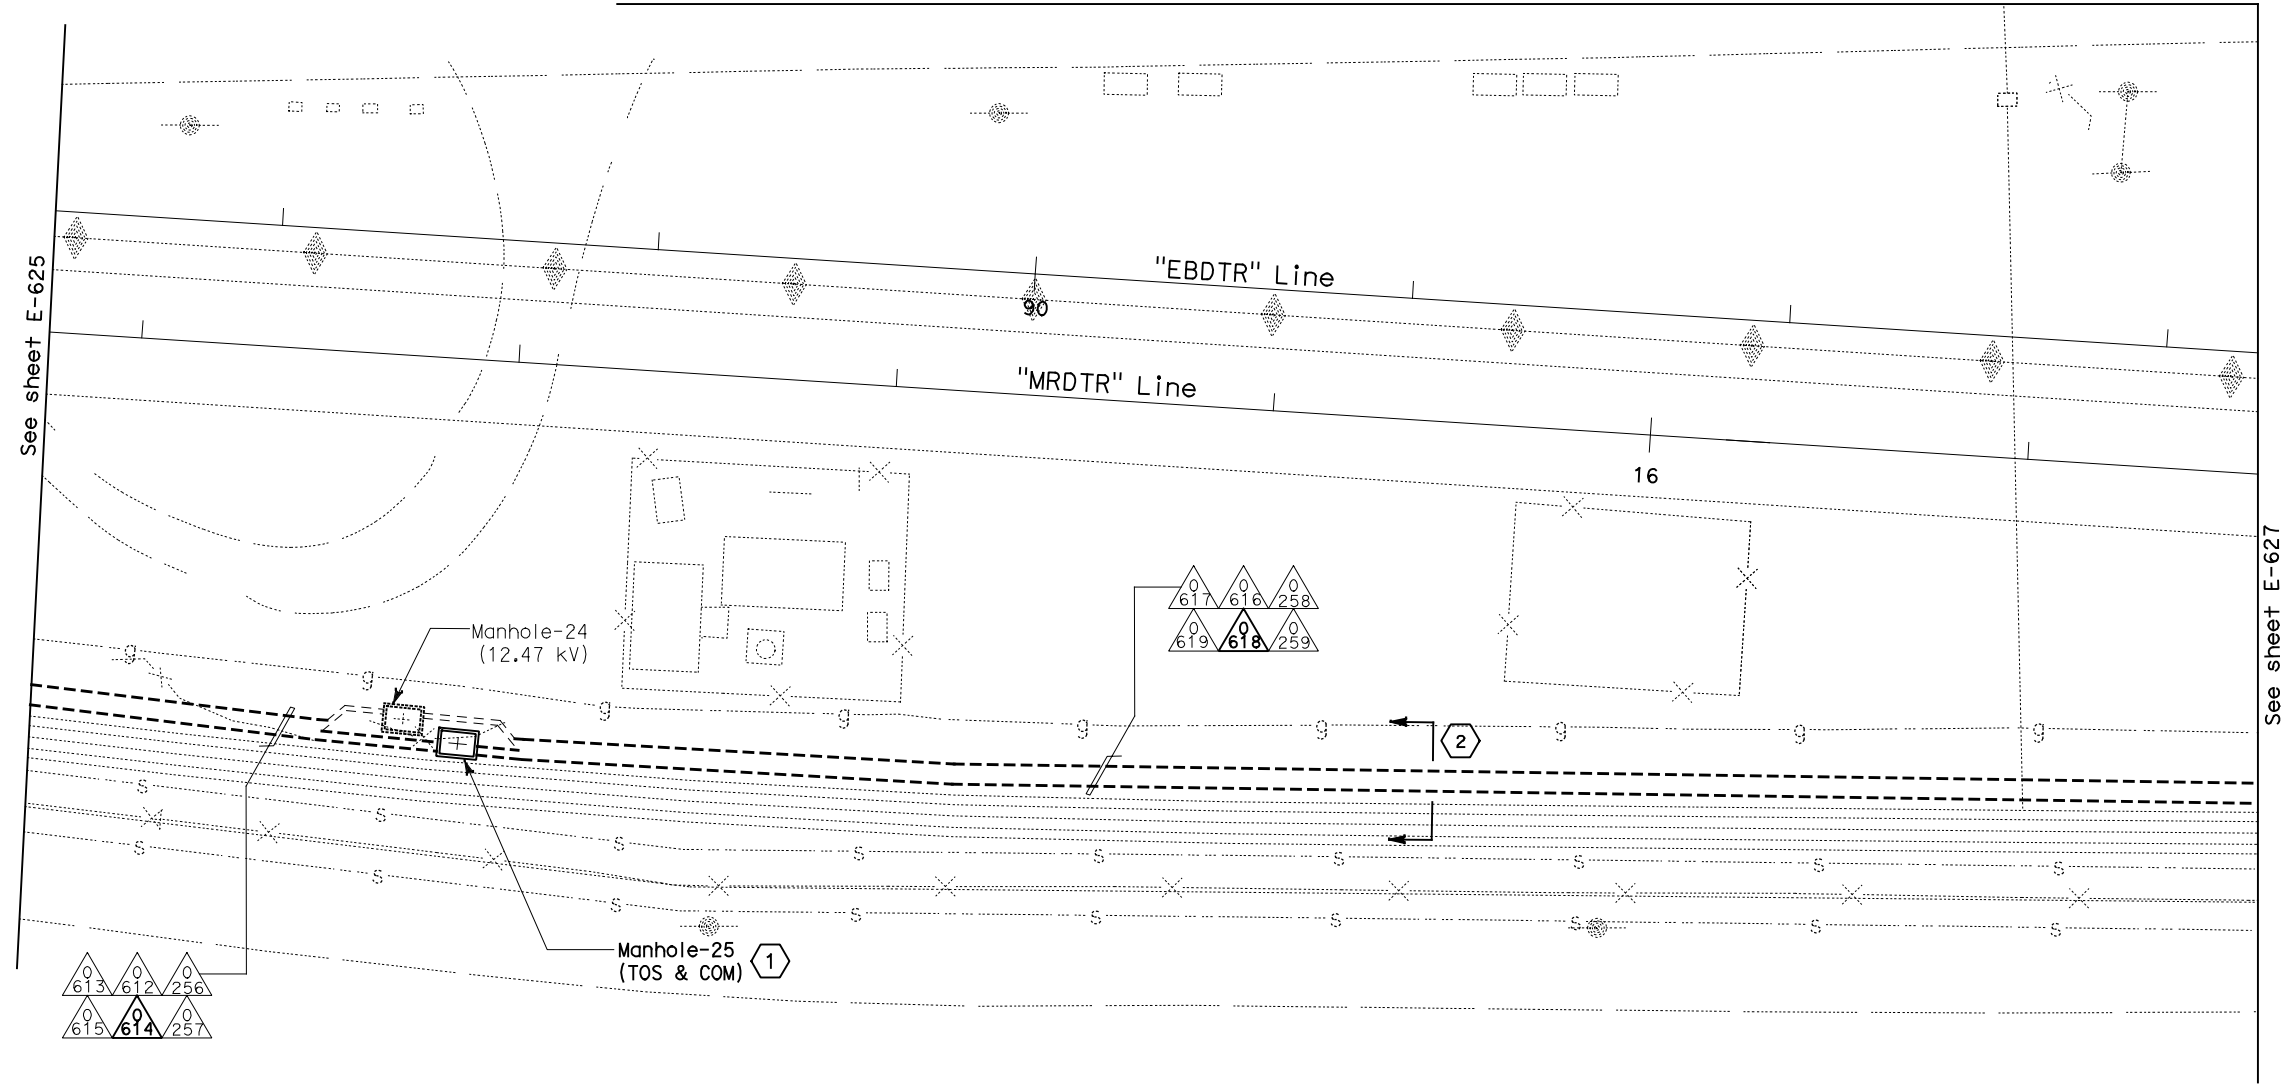 "EBDTR" Line
90
"MRDTR" Line
16
See sheet E-625
See sheet E-627
Manhole-24
(12.47 kV)
0 0 0
617 616 258
0 0 0
619 618 259
2
g g g g g g g g g
s s s s s s s s s
s s s s s s s s s
Manhole-25
(TOS & COM)
1
0 0 0
613 612 256
0 0 0
615 614 257